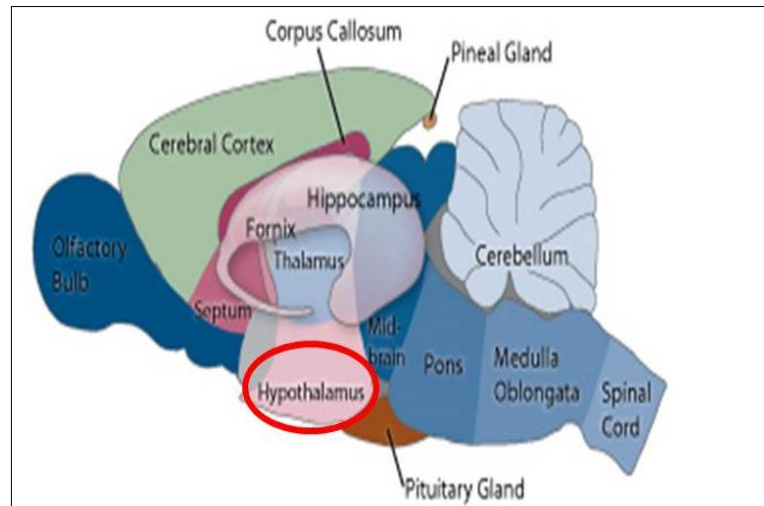 Corpus Callosum
Pineal Gland
Cerebral Cortex
Hippocampus
Fornix
Olfactory
Bulb
Thalamus
Cerebellum
Septum
Mid-
brain
Pons
Medulla
Oblongata
Spinal
Cord
Hypothalamus
Pituitary Gland